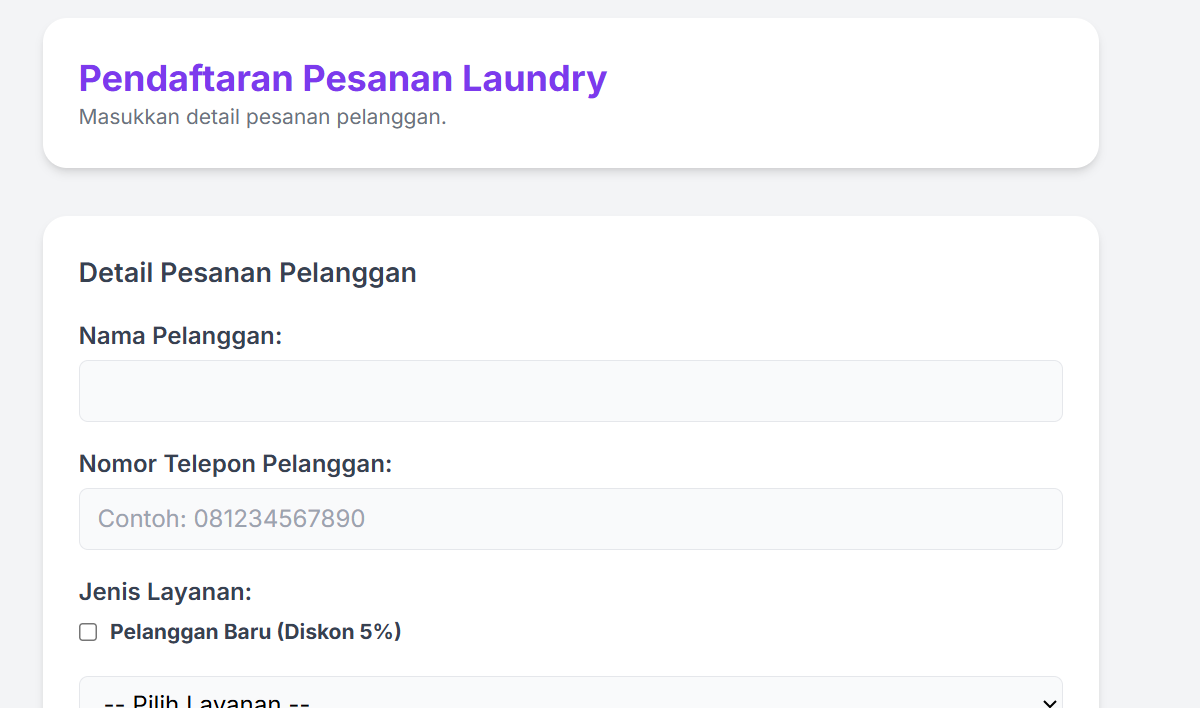 Pendaftaran Pesanan Laundry
Masukkan detail pesanan pelanggan.
Detail Pesanan Pelanggan
Nama Pelanggan:
Nomor Telepon Pelanggan:
Contoh: 081234567890
Jenis Layanan:
Pelanggan Baru (Diskon 5%)
-- Pilih Layanan --